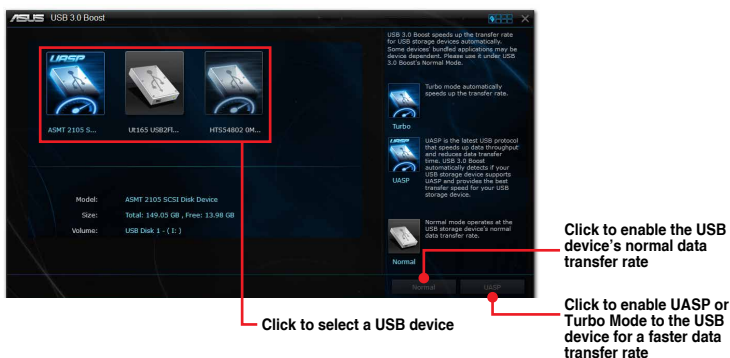 ASUS USB 3.0 Boost
USB 3.0 Boost speeds up the transfer rate
for USB storage devices automatically.
Some devices' bundled applications may be
device dependent. Please use it under USB
3.0 Boost's Normal Mode.
UASP
ASMT 2105 S...
Ut165 USB2Fl...
HTS54802 0M...
Turbo mode automatically
speeds up the transfer rate.
Turbo
UASP
UASP is the latest USB protocol
that speeds up data throughput
and reduces data transfer
time. USB 3.0 Boost
automatically detects if your
USB storage device supports
UASP and provides the best
transfer speed for your USB
storage device.
UASP
Model: ASMT 2105 SCSI Disk Device
Size: Total: 149.05 GB , Free: 13.98 GB
Volume: USB Disk 1 - ( I: )
Normal mode operates at the
USB storage device's normal
data transfer rate.
Normal
Normal
UASP
Click to enable the USB
device's normal data
transfer rate
Click to select a USB device
Click to enable UASP or
Turbo Mode to the USB
device for a faster data
transfer rate